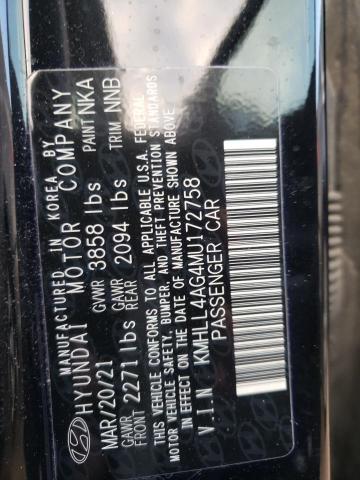 MANUFACTURED IN KOREA BY
HYUNDAI MOTOR COMPANY
MAR/20/21 GVWR 3858 lbs PAINT NKA
GAWR FRONT 2271 lbs GAWR REAR 2094 lbs TRIM NNB
THIS VEHICLE CONFORMS TO ALL APPLICABLE U.S.A. FEDERAL
MOTOR VEHICLE SAFETY, BUMPER, AND THEFT PREVENTION STANDARDS
IN EFFECT ON THE DATE OF MANUFACTURE SHOWN ABOVE
V.I.N : KMHLL4AG4MU172758
PASSENGER CAR